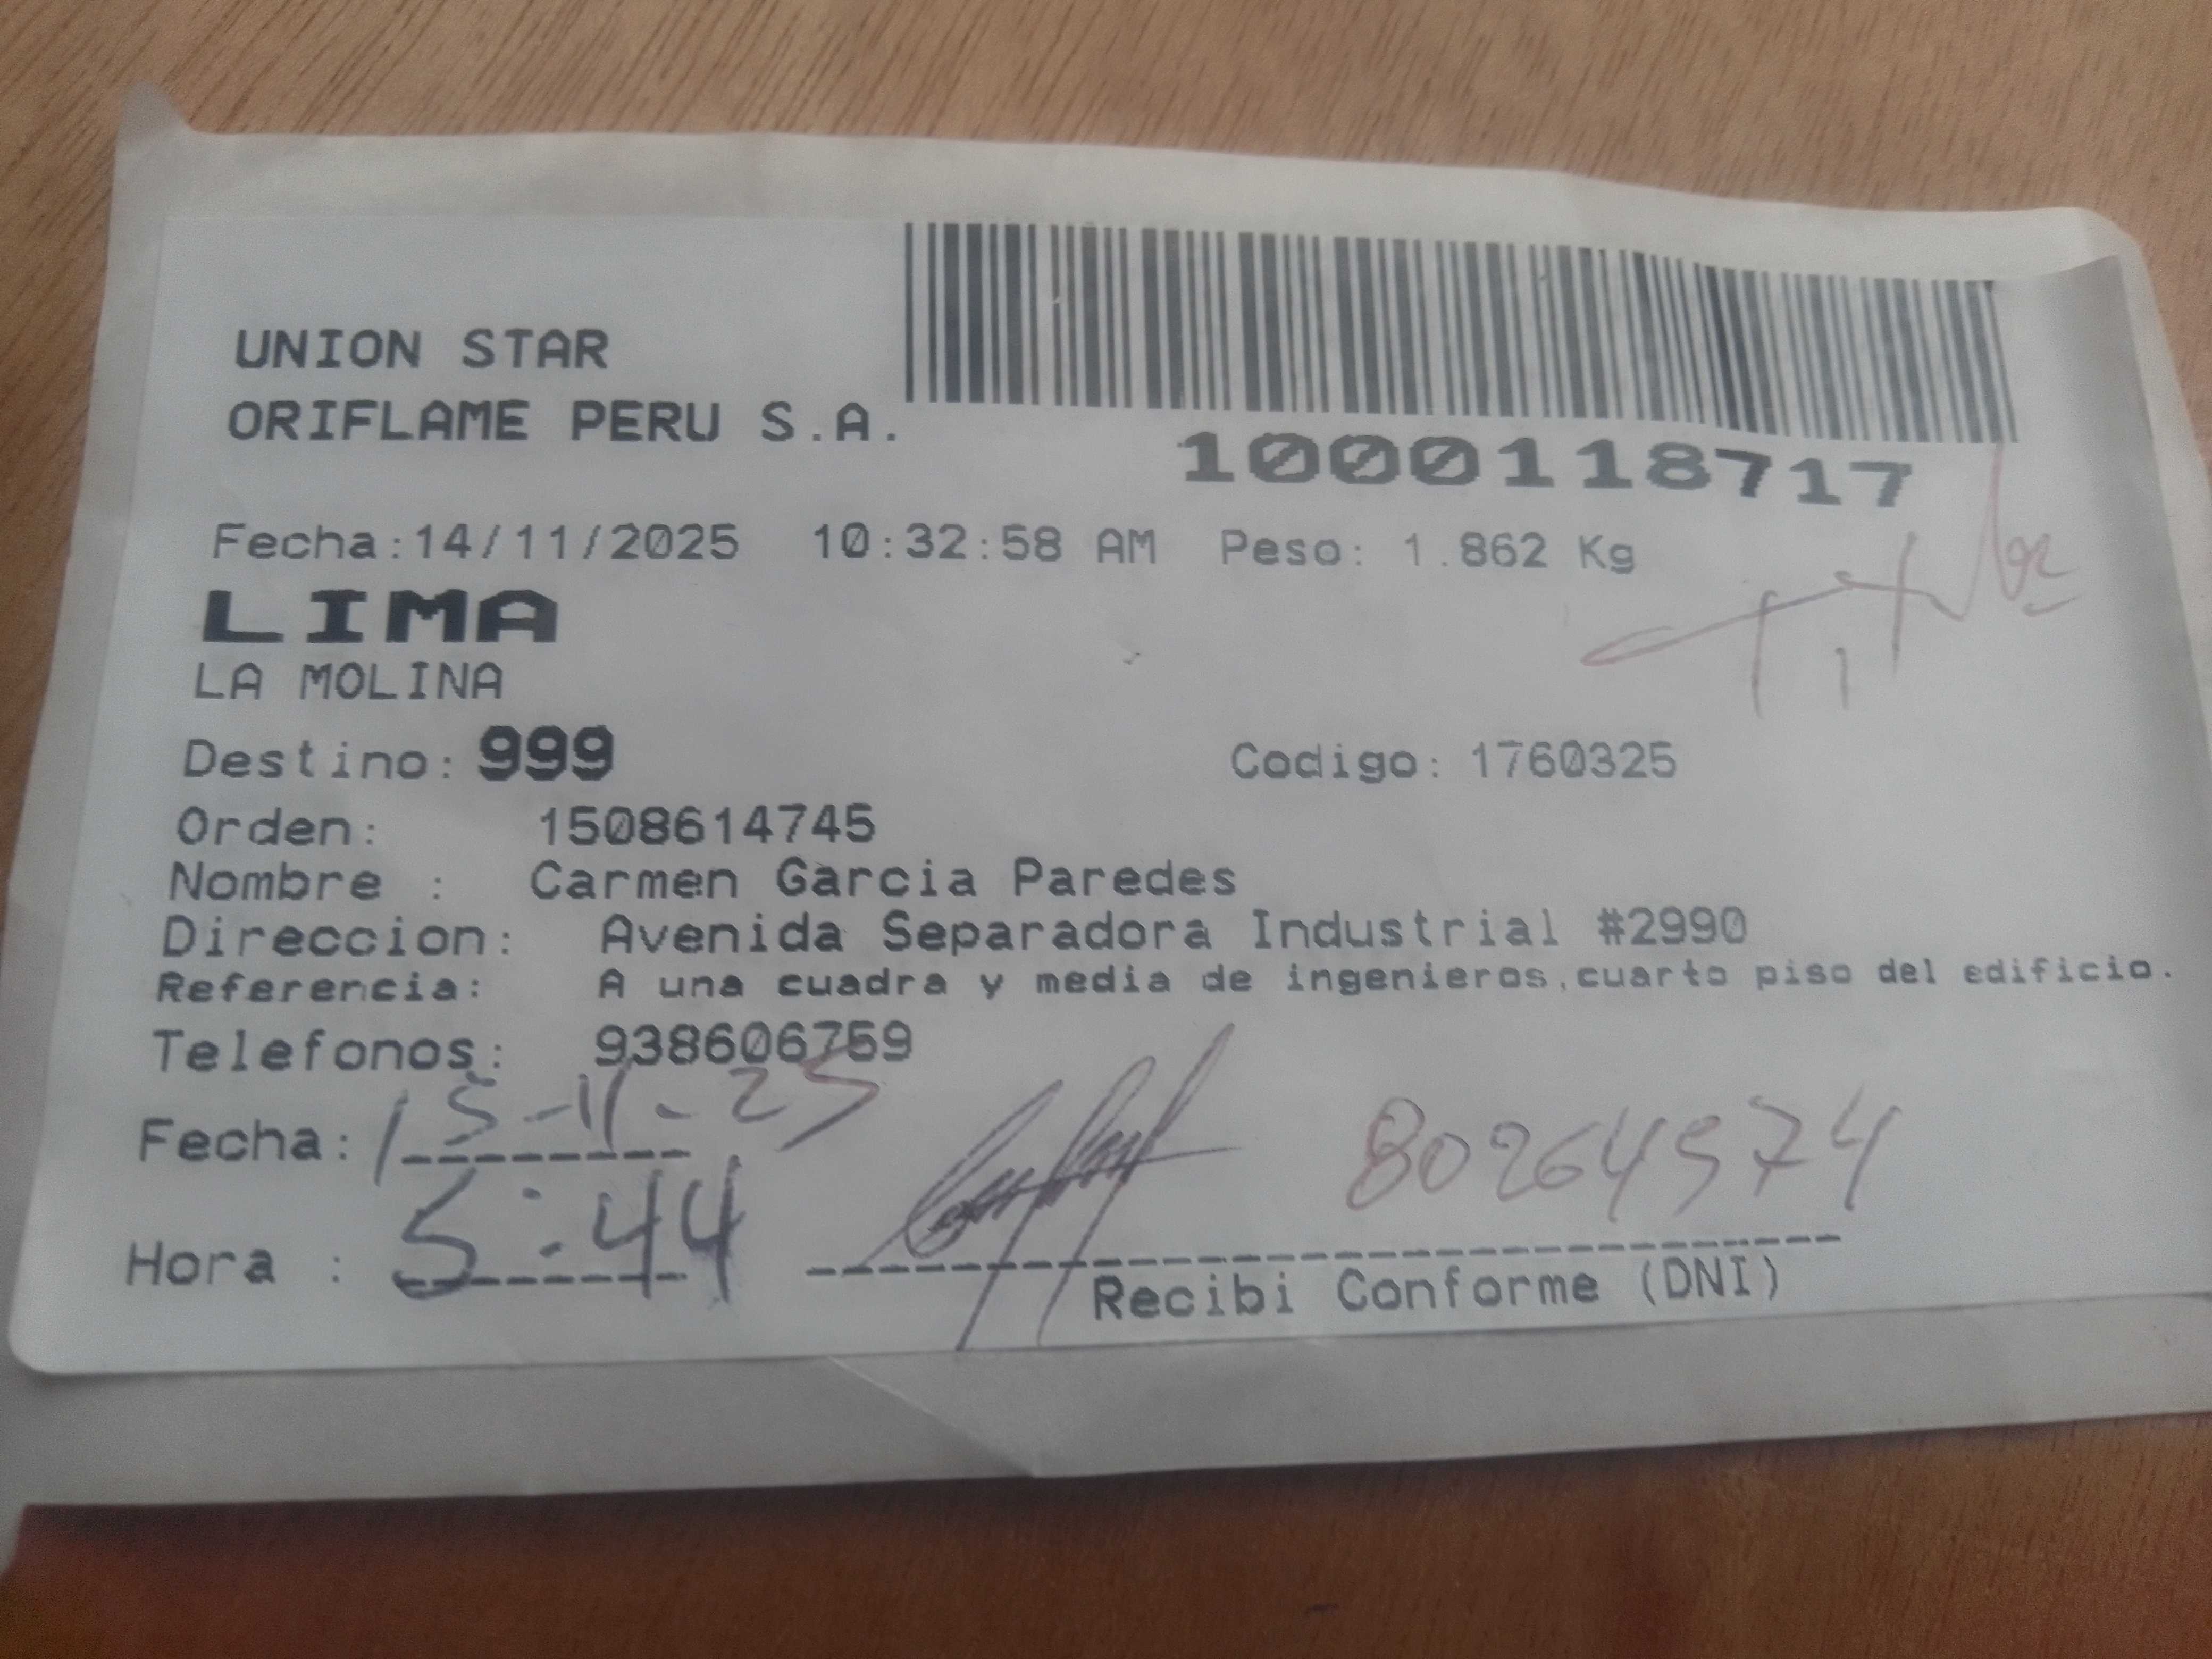 UNION STAR
ORIFLAME PERU S.A.
1000118717
Fecha:14/11/2025 10:32:58 AM Peso: 1.862 Kg
LIMA
LA MOLINA
Destino: 999 Codigo: 1760325
Orden: 1508614745
Nombre : Carmen Garcia Paredes
Direccion: Avenida Separadora Industrial #2990
Referencia: A una cuadra y media de ingenieros,cuarto piso del edificio.
Telefonos: 938606759
Fecha: 15-11-25
80264574
Hora : 5:44
Recibi Conforme (DNI)